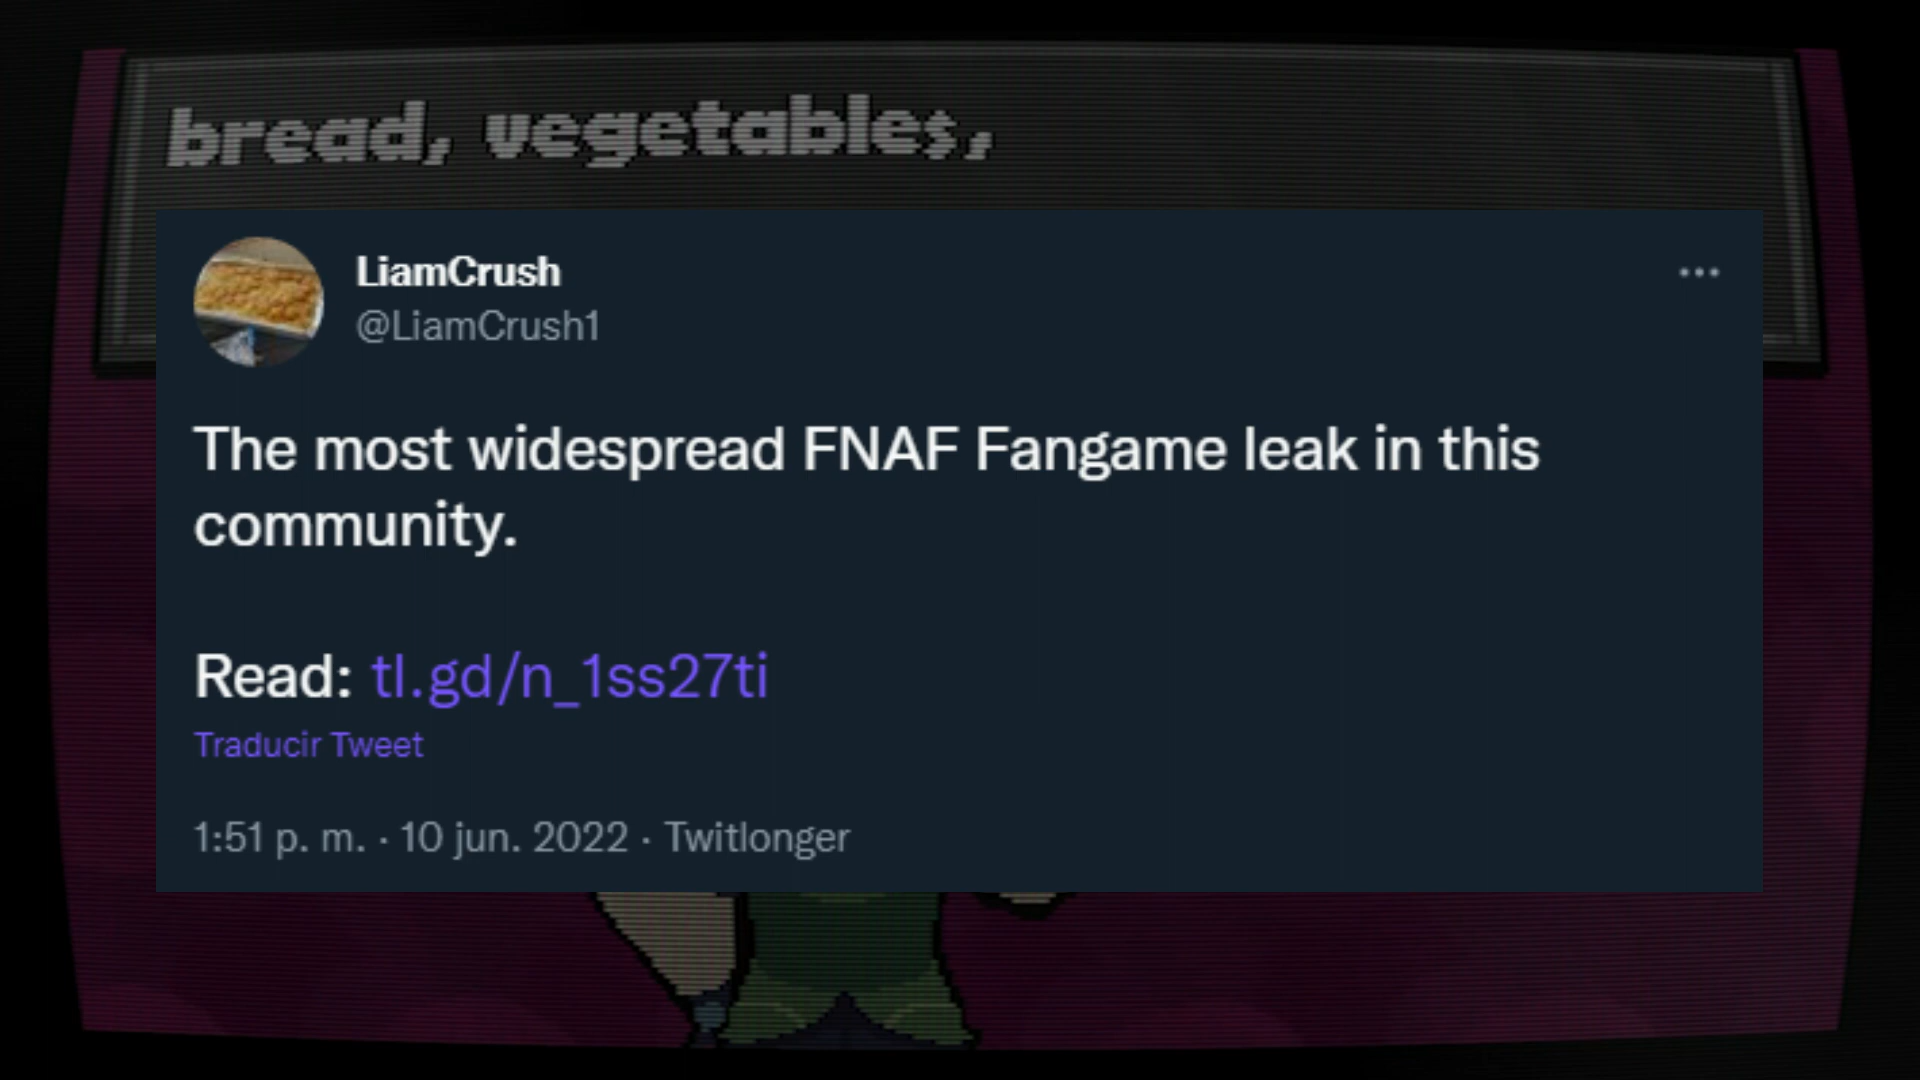 bread, vegetables,
LiamCrush
@LiamCrush1
The most widespread FNAF Fangame leak in this
community.
Read: tl.gd/n_1ss27ti
Traducir Tweet
1:51 p. m. · 10 jun. 2022 · Twitlonger